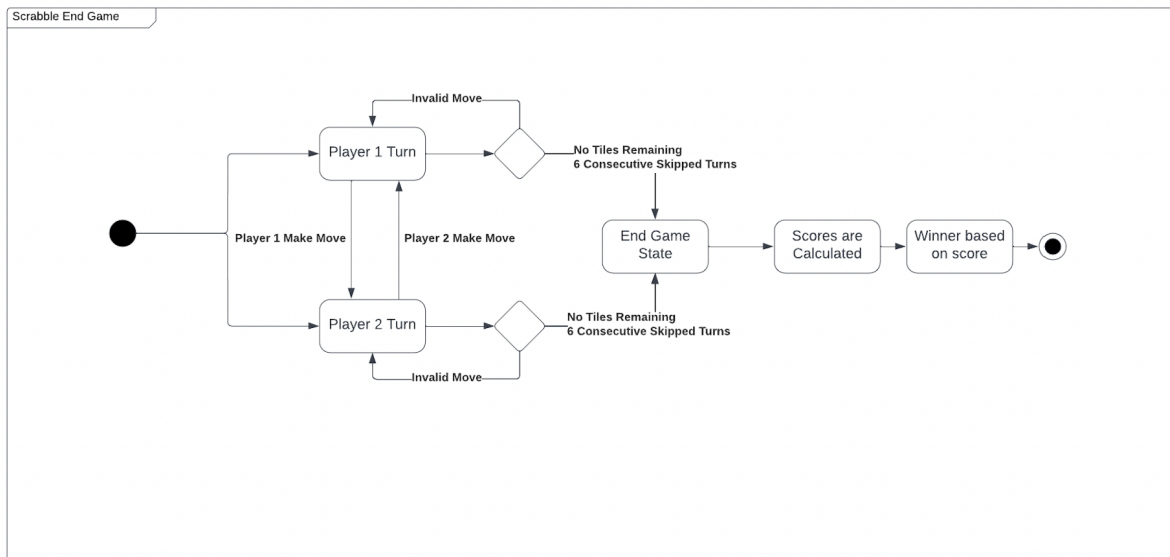 Scrabble End Game
Invalid Move
Player 1 Turn
No Tiles Remaining
6 Consecutive Skipped Turns
Player 1 Make Move
Player 2 Make Move
End Game
State
Scores are
Calculated
Winner based
on score
Player 2 Turn
No Tiles Remaining
6 Consecutive Skipped Turns
Invalid Move